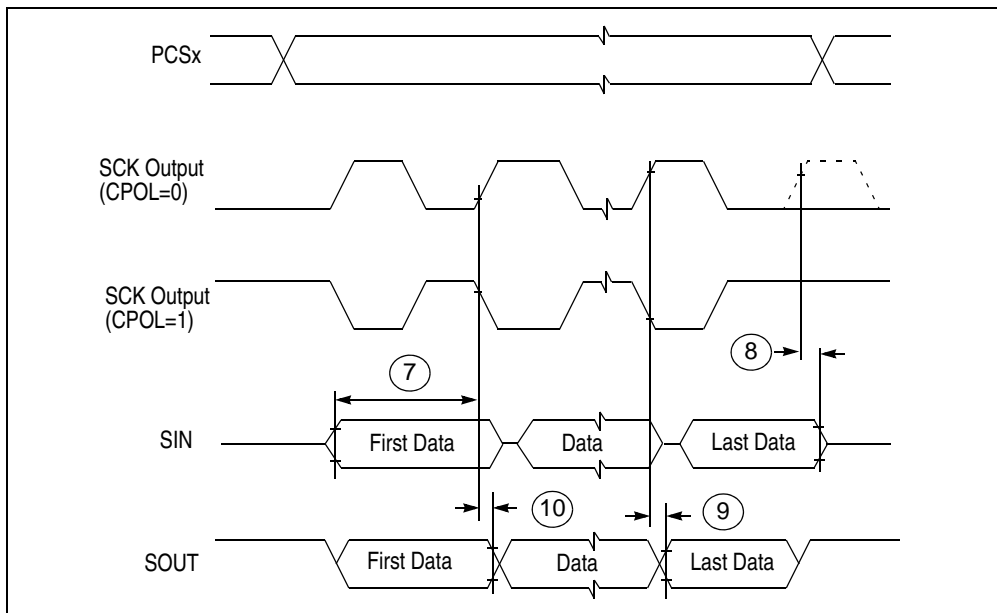 PCSx
SCK Output
(CPOL=0)
SCK Output
(CPOL=1)
8
7
SIN
First Data
Data
Last Data
10
9
SOUT
First Data
Data
Last Data